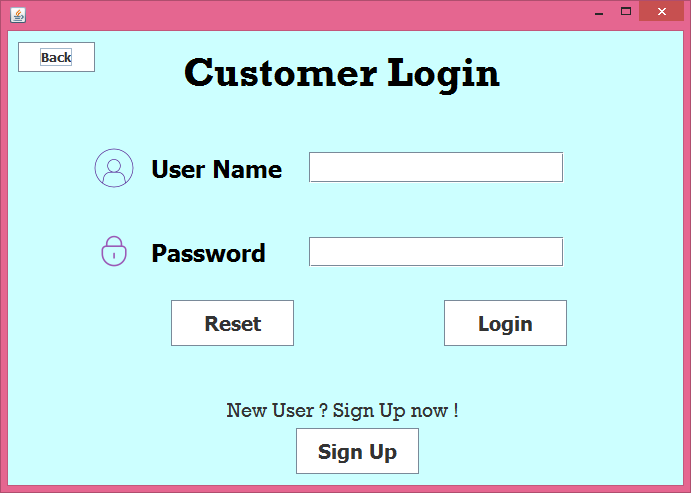 Back
Customer Login
User Name
Password
Reset
Login
New User ? Sign Up now !
Sign Up